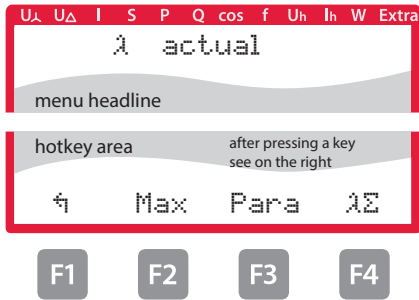 U⅄ U△ I S P Q cos f Uh Ih W Extra
λ actual
menu headline
hotkey area
after pressing a key
see on the right
↰ Max Para λΣ
F1 F2 F3 F4